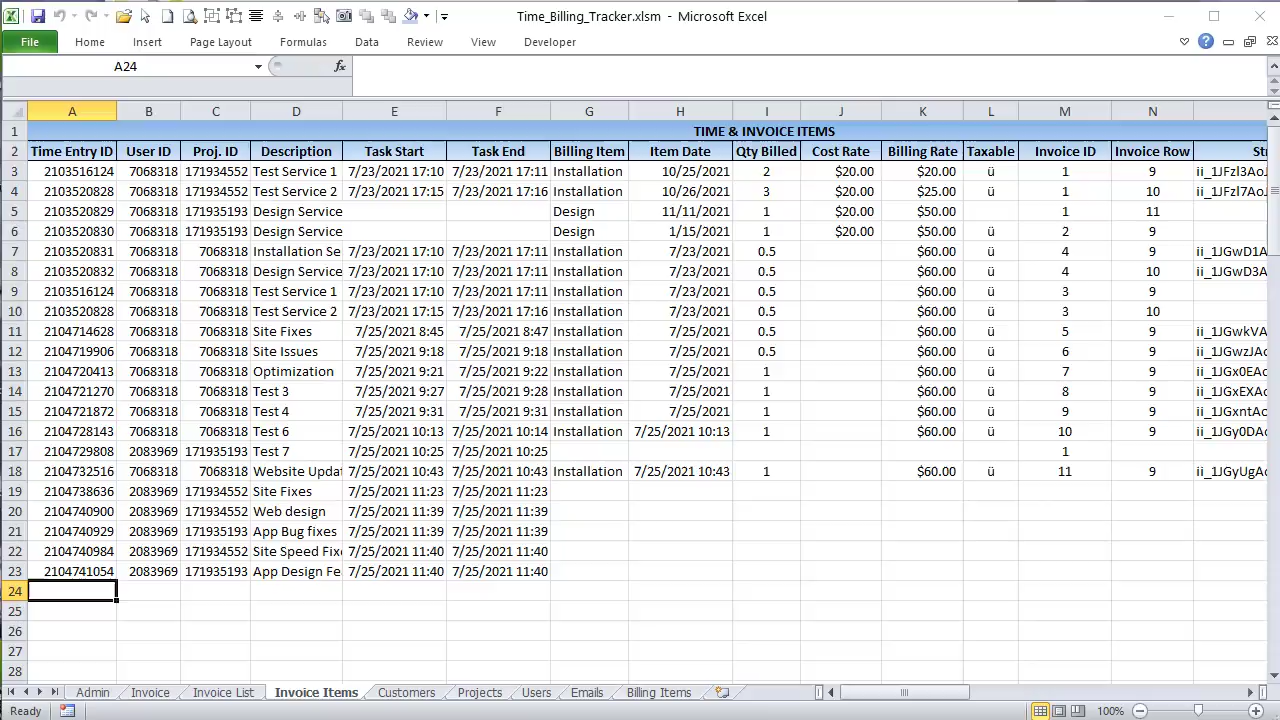 Time_Billing_Tracker.xlsm - Microsoft Excel
File Home Insert Page Layout Formulas Data Review View Developer
A24 fx
A B C D E F G H I J K L M N
1 TIME & INVOICE ITEMS
2 Time Entry ID User ID Proj. ID Description Task Start Task End Billing Item Item Date Qty Billed Cost Rate Billing Rate Taxable Invoice ID Invoice Row Str
3 2103516124 7068318 171934552 Test Service 1 7/23/2021 17:10 7/23/2021 17:11 Installation 10/25/2021 2 $20.00 $20.00 ü 1 9 ii_1JFzI3AoJ
4 2103520828 7068318 171934552 Test Service 2 7/23/2021 17:15 7/23/2021 17:16 Installation 10/26/2021 3 $20.00 $25.00 ü 1 10 ii_1JFzI7AoJ
5 2103520829 7068318 171935193 Design Service Design 11/11/2021 1 $20.00 $50.00 1 11
6 2103520830 7068318 171935193 Design Service Design 1/15/2021 1 $20.00 $50.00 ü 2 9
7 2103520831 7068318 7068318 Installation Se 7/23/2021 17:10 7/23/2021 17:11 Installation 7/23/2021 0.5 $60.00 ü 4 9 ii_1JGwD1A
8 2103520832 7068318 7068318 Design Service 7/23/2021 17:10 7/23/2021 17:11 Installation 7/23/2021 0.5 $60.00 ü 4 10 ii_1JGwD3A
9 2103516124 7068318 7068318 Test Service 1 7/23/2021 17:10 7/23/2021 17:11 Installation 7/23/2021 0.5 $60.00 ü 3 9
10 2103520828 7068318 7068318 Test Service 2 7/23/2021 17:15 7/23/2021 17:16 Installation 7/23/2021 0.5 $60.00 ü 3 10
11 2104714628 7068318 7068318 Site Fixes 7/25/2021 8:45 7/25/2021 8:47 Installation 7/25/2021 0.5 $60.00 ü 5 9 ii_1JGwkVA
12 2104719906 7068318 7068318 Site Issues 7/25/2021 9:18 7/25/2021 9:18 Installation 7/25/2021 0.5 $60.00 ü 6 9 ii_1JGwzJAc
13 2104720413 7068318 7068318 Optimization 7/25/2021 9:21 7/25/2021 9:22 Installation 7/25/2021 1 $60.00 ü 7 9 ii_1JGx0EAc
14 2104721270 7068318 7068318 Test 3 7/25/2021 9:27 7/25/2021 9:28 Installation 7/25/2021 1 $60.00 ü 8 9 ii_1JGxEXAc
15 2104721872 7068318 7068318 Test 4 7/25/2021 9:31 7/25/2021 9:31 Installation 7/25/2021 1 $60.00 ü 9 9 ii_1JGxntAc
16 2104728143 7068318 7068318 Test 6 7/25/2021 10:13 7/25/2021 10:14 Installation 7/25/2021 10:13 1 $60.00 ü 10 9 ii_1JGy0DAc
17 2104729808 2083969 171935193 Test 7 7/25/2021 10:25 7/25/2021 10:25 1
18 2104732516 7068318 7068318 Website Updat 7/25/2021 10:43 7/25/2021 10:43 Installation 7/25/2021 10:43 1 $60.00 ü 11 9 ii_1JGyUgA
19 2104738636 2083969 171934552 Site Fixes 7/25/2021 11:23 7/25/2021 11:23
20 2104740900 2083969 171934552 Web design 7/25/2021 11:39 7/25/2021 11:39
21 2104740929 2083969 171935193 App Bug fixes 7/25/2021 11:39 7/25/2021 11:39
22 2104740984 2083969 171934552 Site Speed Fix 7/25/2021 11:40 7/25/2021 11:40
23 2104741054 2083969 171935193 App Design Fe 7/25/2021 11:40 7/25/2021 11:40
24
25
26
27
28
Admin Invoice Invoice List Invoice Items Customers Projects Users Emails Billing Items
Ready 100%